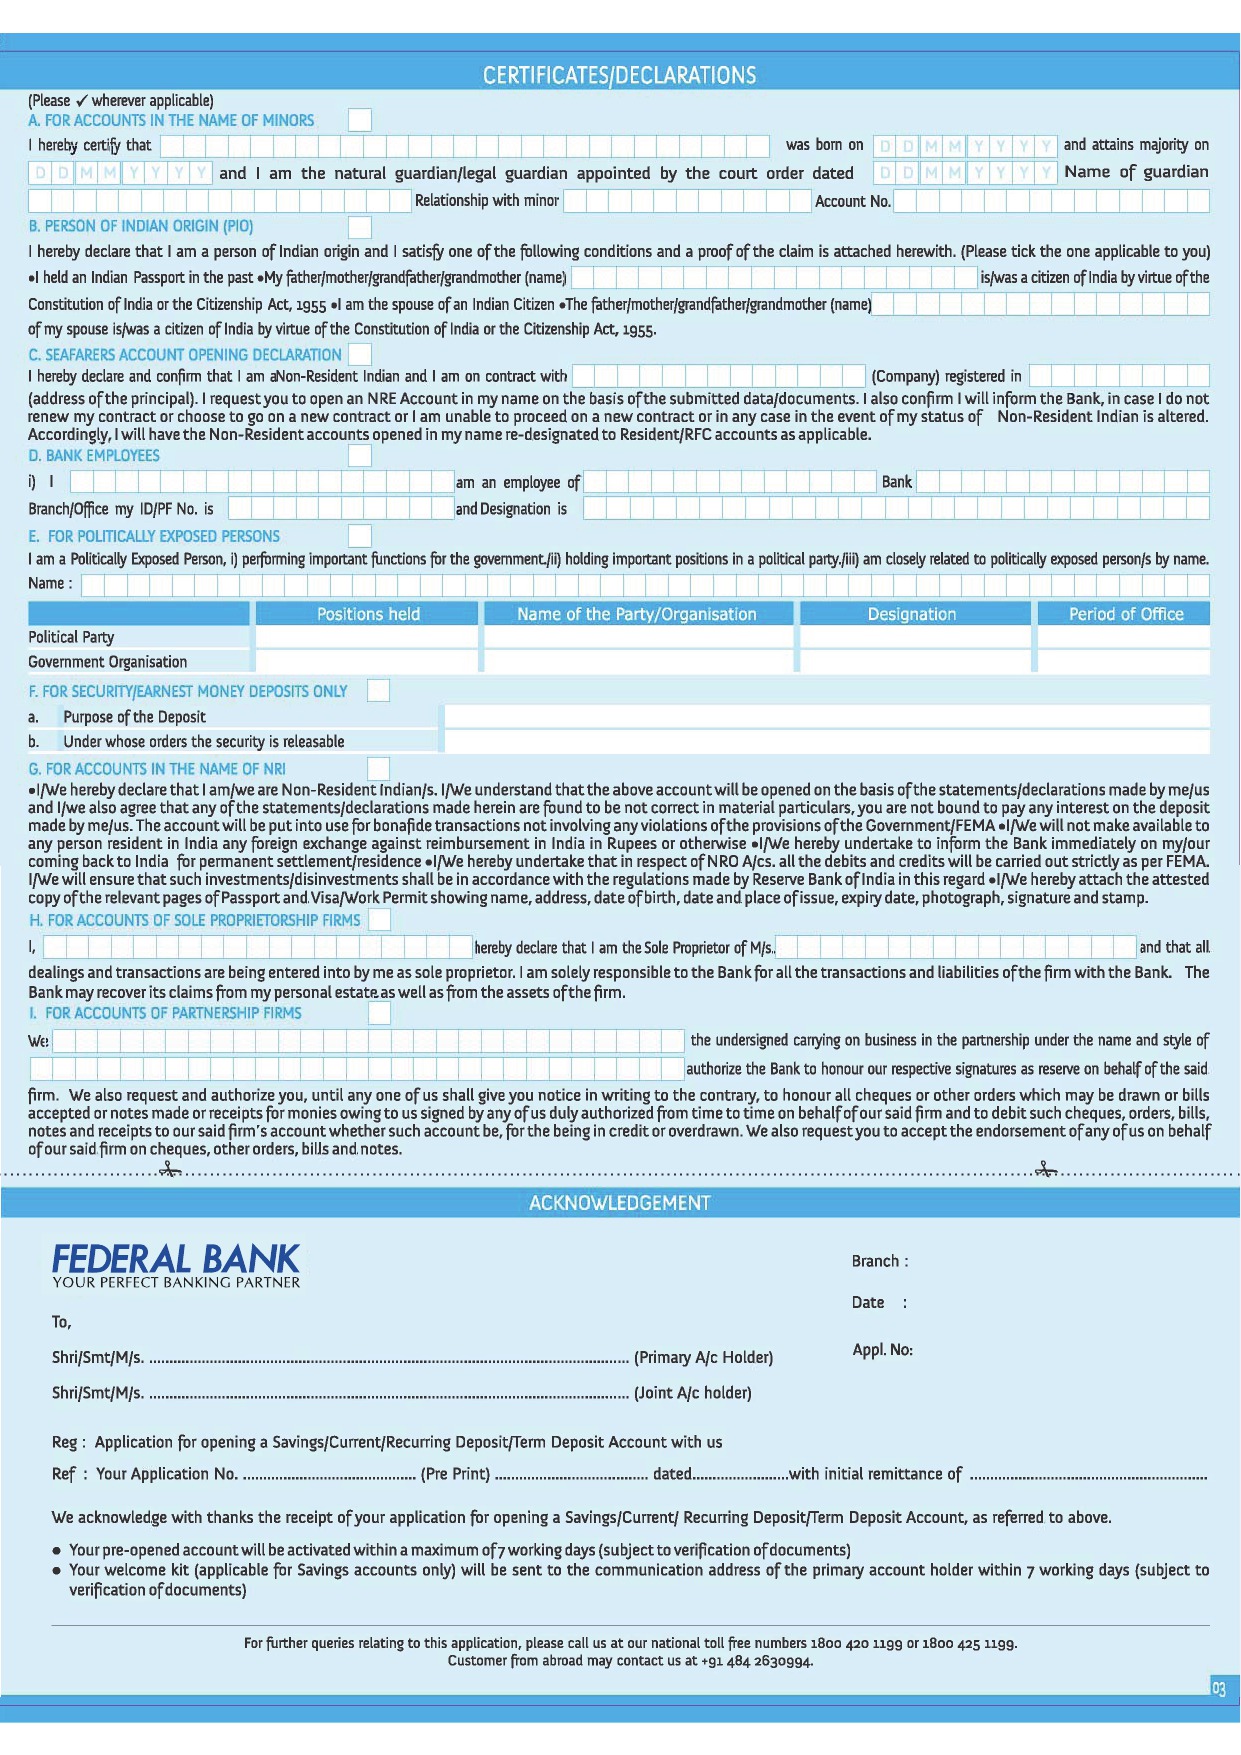 CERTIFICATES/DECLARATIONS
(Please ✓ wherever applicable)
A. FOR ACCOUNTS IN THE NAME OF MINORS
I hereby certify that was born on D D M M Y Y Y Y and attains majority on
D D M M Y Y Y Y and I am the natural guardian/legal guardian appointed by the court order dated D D M M Y Y Y Y Name of guardian
Relationship with minor Account No.
B. PERSON OF INDIAN ORIGIN (PIO)
I hereby declare that I am a person of Indian origin and I satisfy one of the following conditions and a proof of the claim is attached herewith. (Please tick the one applicable to you)
•I held an Indian Passport in the past •My father/mother/grandfather/grandmother (name) is/was a citizen of India by virtue of the
Constitution of India or the Citizenship Act, 1955 •I am the spouse of an Indian Citizen •The father/mother/grandfather/grandmother (name)
of my spouse is/was a citizen of India by virtue of the Constitution of India or the Citizenship Act, 1955.
C. SEAFARERS ACCOUNT OPENING DECLARATION
I hereby declare and confirm that I am aNon-Resident Indian and I am on contract with (Company) registered in
(address of the principal). I request you to open an NRE Account in my name on the basis of the submitted data/documents. I also confirm I will inform the Bank, in case I do not
renew my contract or choose to go on a new contract or I am unable to proceed on a new contract or in any case in the event of my status of Non-Resident Indian is altered.
Accordingly, I will have the Non-Resident accounts opened in my name re-designated to Resident/RFC accounts as applicable.
D. BANK EMPLOYEES
i) I am an employee of Bank
Branch/Office my ID/PF No. is and Designation is
E. FOR POLITICALLY EXPOSED PERSONS
I am a Politically Exposed Person, i) performing important functions for the government./ii) holding important positions in a political party./iii) am closely related to politically exposed person/s by name.
Name :
Positions held Name of the Party/Organisation Designation Period of Office
Political Party
Government Organisation
F. FOR SECURITY/EARNEST MONEY DEPOSITS ONLY
a. Purpose of the Deposit
b. Under whose orders the security is releasable
G. FOR ACCOUNTS IN THE NAME OF NRI
•I/We hereby declare that I am/we are Non-Resident Indian/s. I/We understand that the above account will be opened on the basis of the statements/declarations made by me/us
and I/we also agree that any of the statements/declarations made herein are found to be not correct in material particulars, you are not bound to pay any interest on the deposit
made by me/us. The account will be put into use for bonafide transactions not involving any violations of the provisions of the Government/FEMA •I/We will not make available to
any person resident in India any foreign exchange against reimbursement in India in Rupees or otherwise •I/We hereby undertake to inform the Bank immediately on my/our
coming back to India for permanent settlement/residence •I/We hereby undertake that in respect of NRO A/cs. all the debits and credits will be carried out strictly as per FEMA.
I/We will ensure that such investments/disinvestments shall be in accordance with the regulations made by Reserve Bank of India in this regard •I/We hereby attach the attested
copy of the relevant pages of Passport and Visa/Work Permit showing name, address, date of birth, date and place of issue, expiry date, photograph, signature and stamp.
H. FOR ACCOUNTS OF SOLE PROPRIETORSHIP FIRMS
I, hereby declare that I am the Sole Proprietor of M/s.. and that all
dealings and transactions are being entered into by me as sole proprietor. I am solely responsible to the Bank for all the transactions and liabilities of the firm with the Bank. The
Bank may recover its claims from my personal estate as well as from the assets of the firm.
I. FOR ACCOUNTS OF PARTNERSHIP FIRMS
We the undersigned carrying on business in the partnership under the name and style of
authorize the Bank to honour our respective signatures as reserve on behalf of the said
firm. We also request and authorize you, until any one of us shall give you notice in writing to the contrary, to honour all cheques or other orders which may be drawn or bills
accepted or notes made or receipts for monies owing to us signed by any of us duly authorized from time to time on behalf of our said firm and to debit such cheques, orders, bills,
notes and receipts to our said firm's account whether such account be, for the being in credit or overdrawn. We also request you to accept the endorsement of any of us on behalf
of our said firm on cheques, other orders, bills and notes.
ACKNOWLEDGEMENT
FEDERAL BANK
YOUR PERFECT BANKING PARTNER
Branch :
Date :
To,
Appl. No:
Shri/Smt/M/s. ........ (Primary A/c Holder)
Shri/Smt/M/s. ........ (Joint A/c holder)
Reg : Application for opening a Savings/Current/Recurring Deposit/Term Deposit Account with us
Ref : Your Application No. ........ (Pre Print) ........ dated........with initial remittance of ........
We acknowledge with thanks the receipt of your application for opening a Savings/Current/ Recurring Deposit/Term Deposit Account, as referred to above.
• Your pre-opened account will be activated within a maximum of 7 working days (subject to verification of documents)
• Your welcome kit (applicable for Savings accounts only) will be sent to the communication address of the primary account holder within 7 working days (subject to
verification of documents)
For further queries relating to this application, please call us at our national toll free numbers 1800 420 1199 or 1800 425 1199.
Customer from abroad may contact us at +91 484 2630994.
03